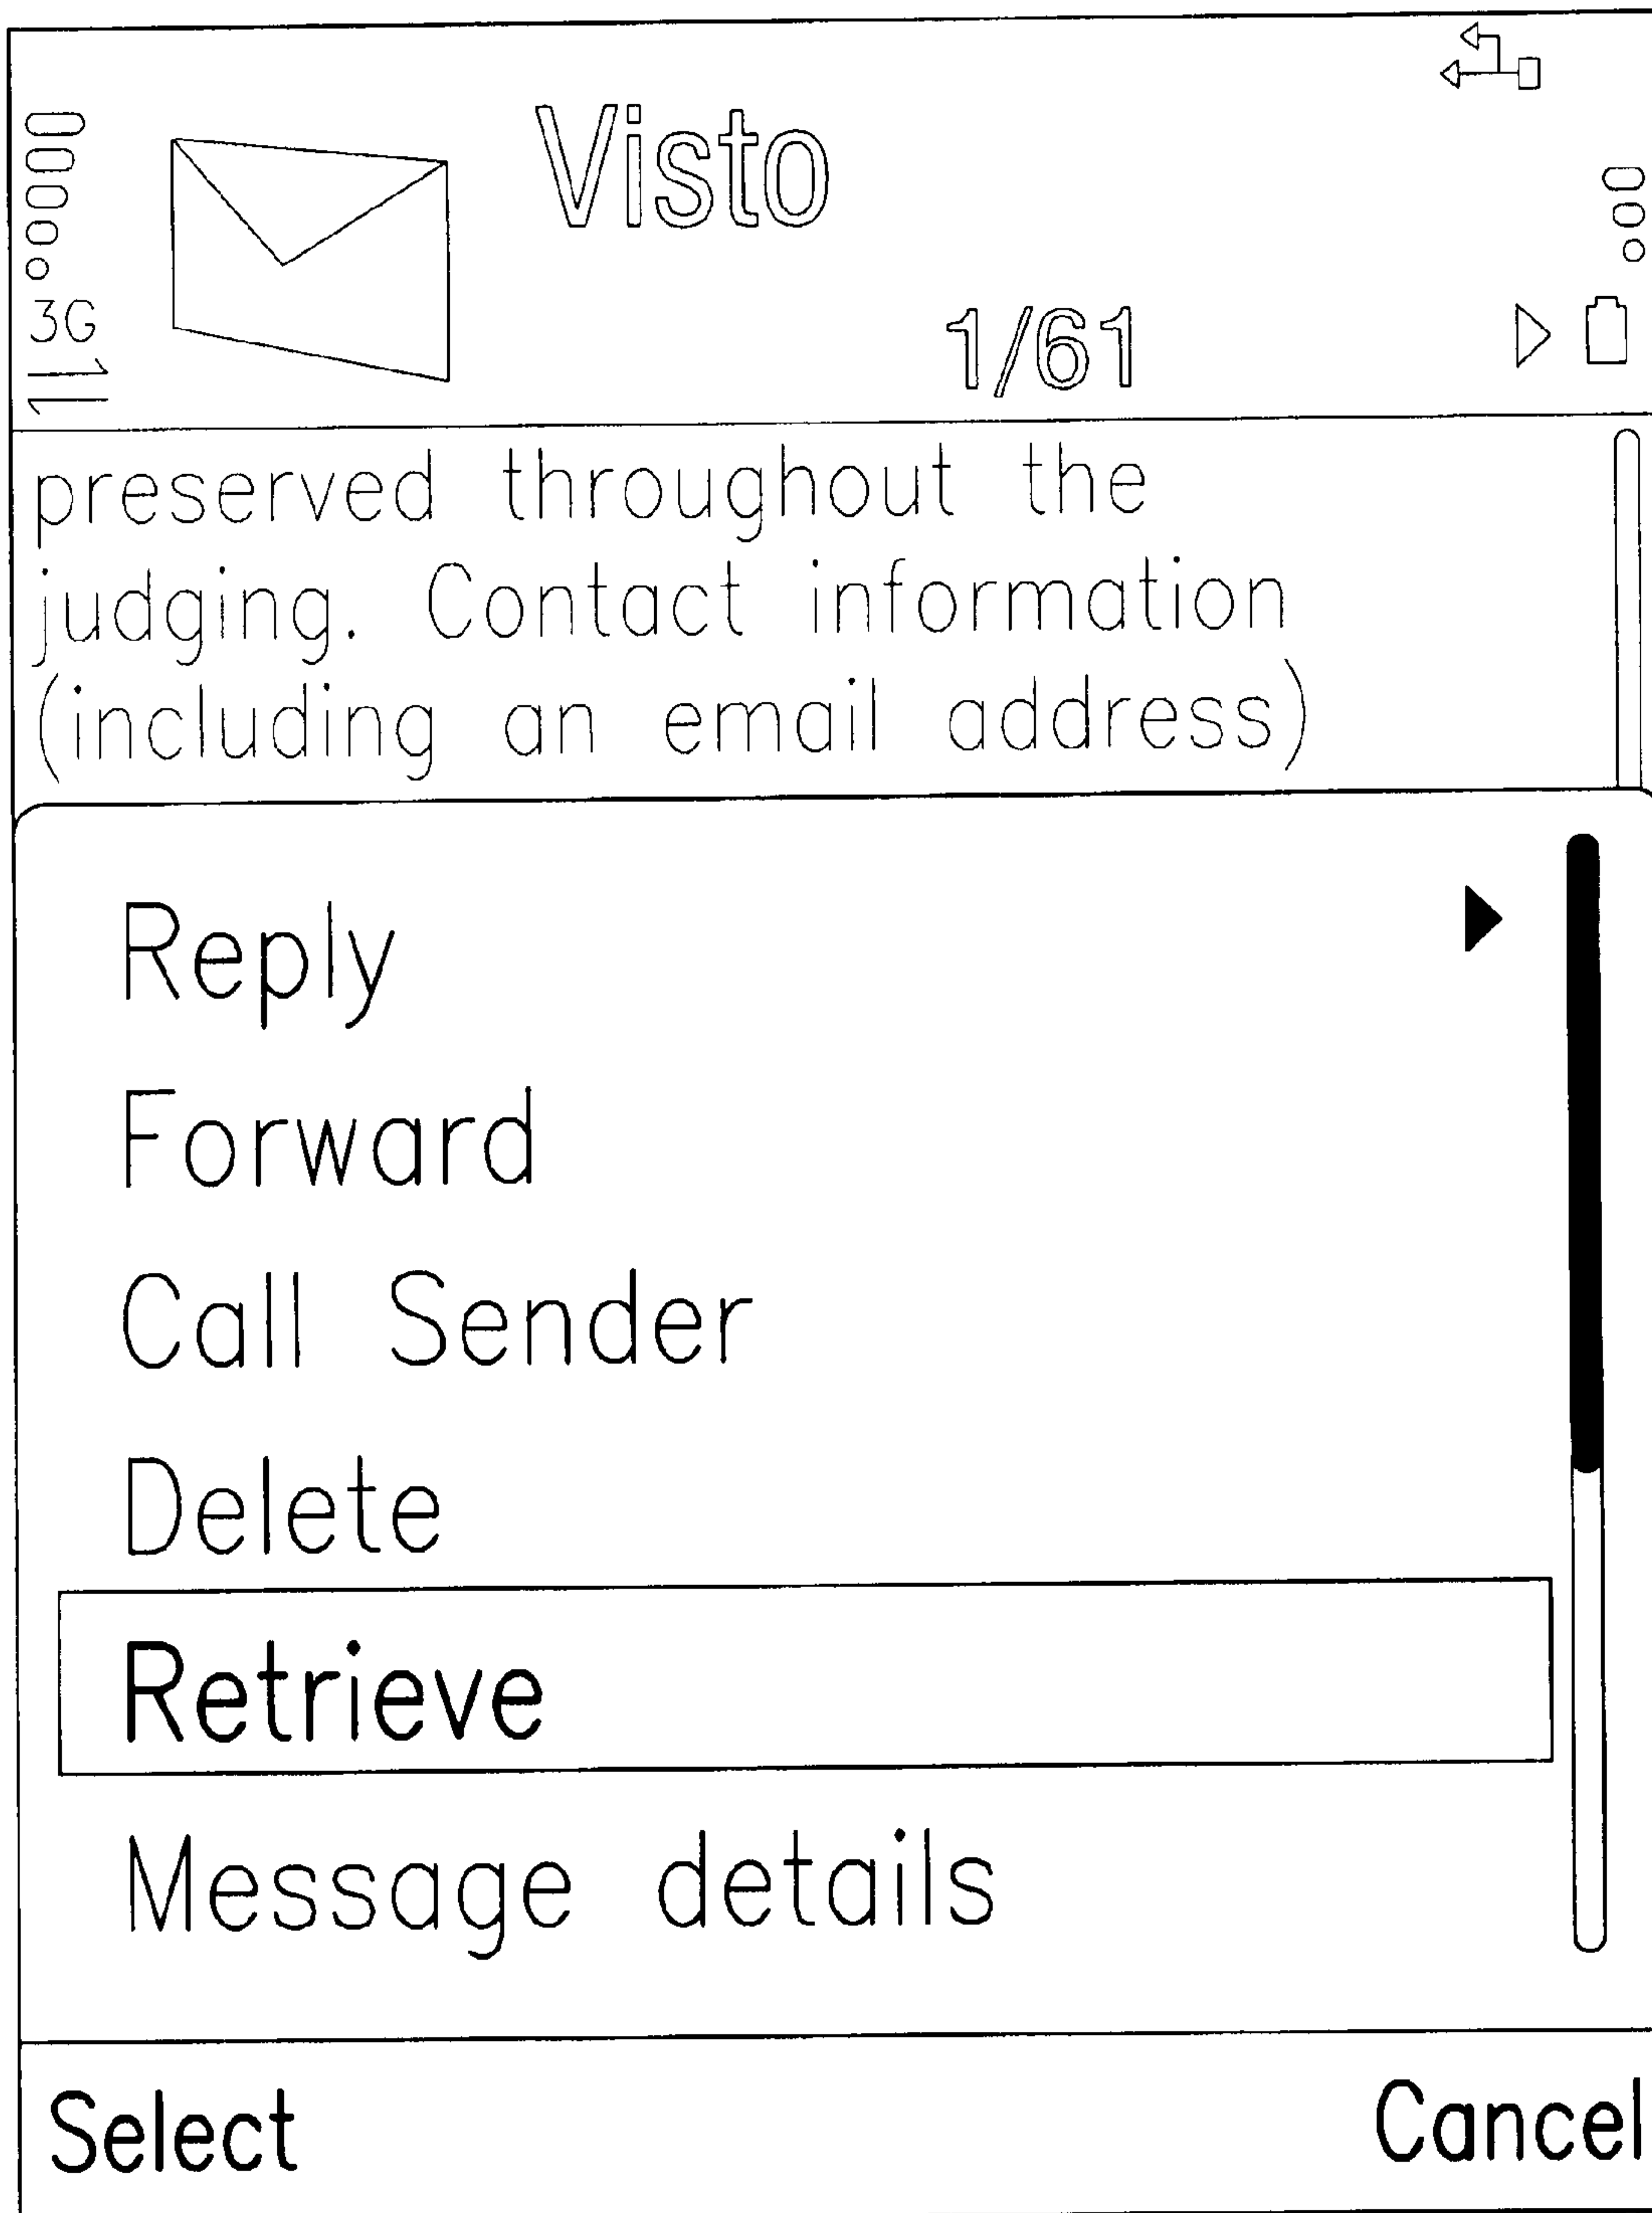 Visto
3G
1/61
preserved throughout the
judging. Contact information
(including an email address)
Reply
Forward
Call Sender
Delete
Retrieve
Message details
Select Cancel